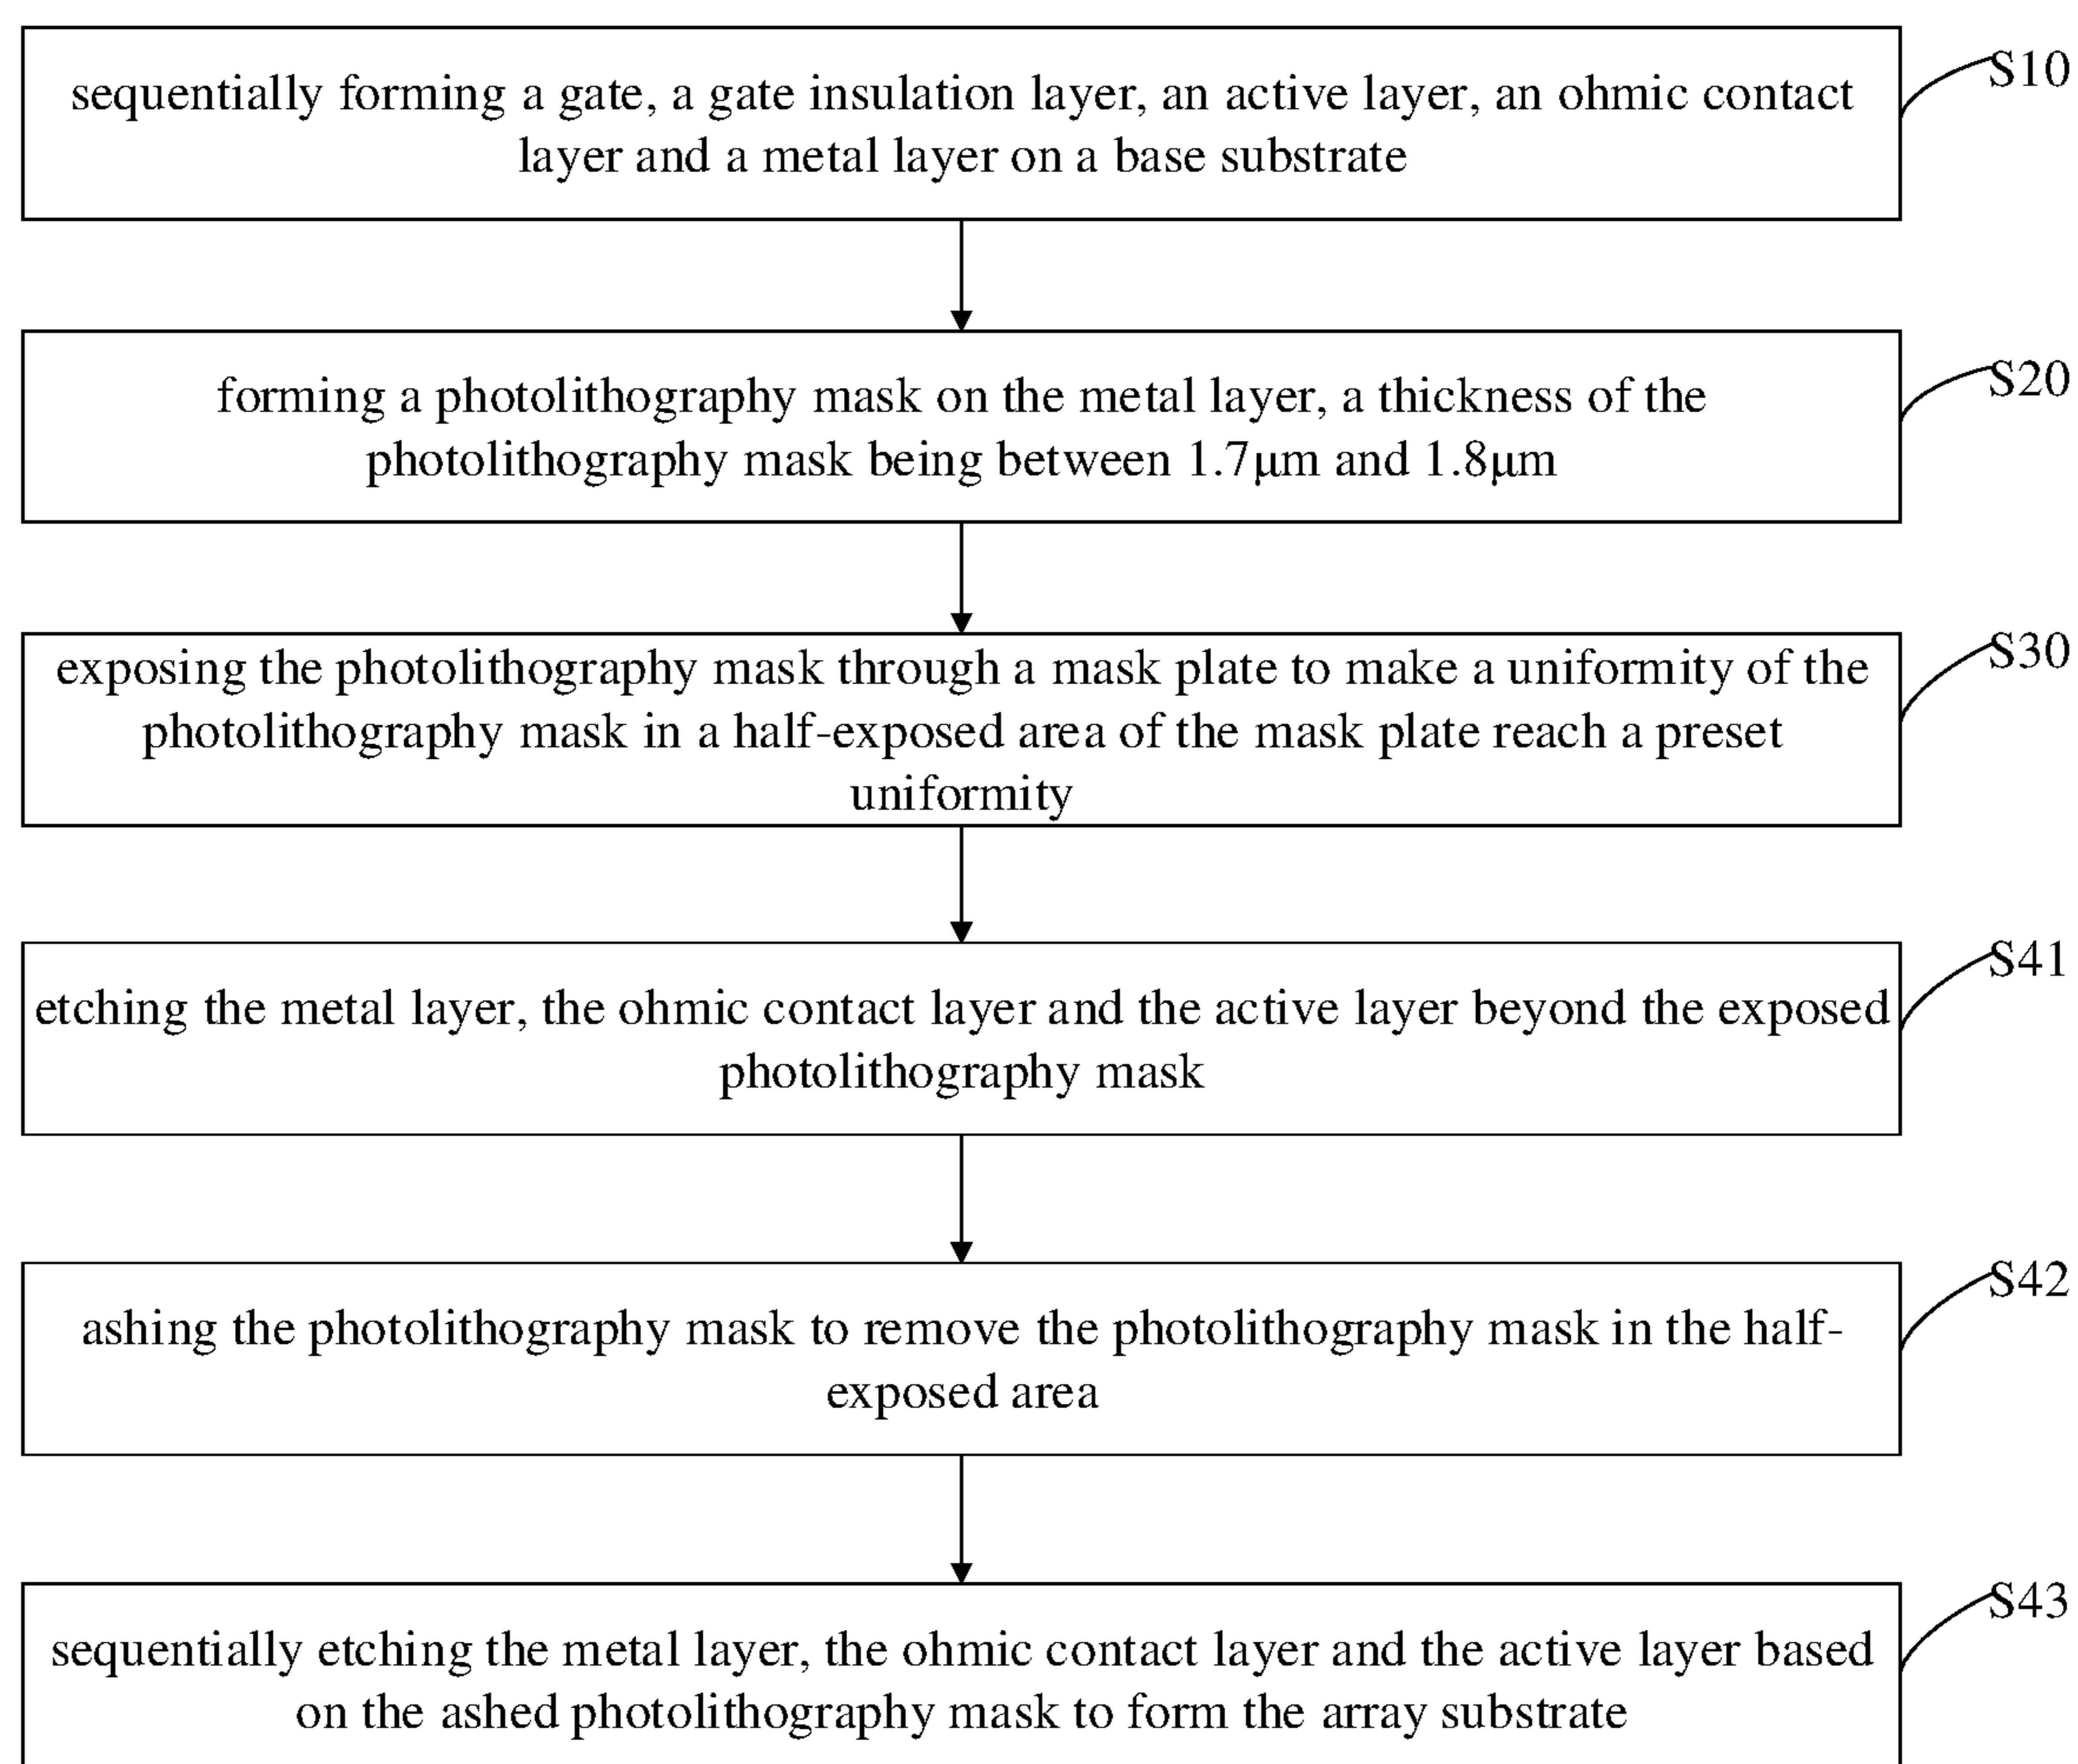 sequentially forming a gate, a gate insulation layer, an active layer, an ohmic contact
layer and a metal layer on a base substrate
S10
forming a photolithography mask on the metal layer, a thickness of the
photolithography mask being between 1.7μm and 1.8μm
S20
exposing the photolithography mask through a mask plate to make a uniformity of the
photolithography mask in a half-exposed area of the mask plate reach a preset
uniformity
S30
etching the metal layer, the ohmic contact layer and the active layer beyond the exposed
photolithography mask
S41
ashing the photolithography mask to remove the photolithography mask in the half-
exposed area
S42
sequentially etching the metal layer, the ohmic contact layer and the active layer based
on the ashed photolithography mask to form the array substrate
S43